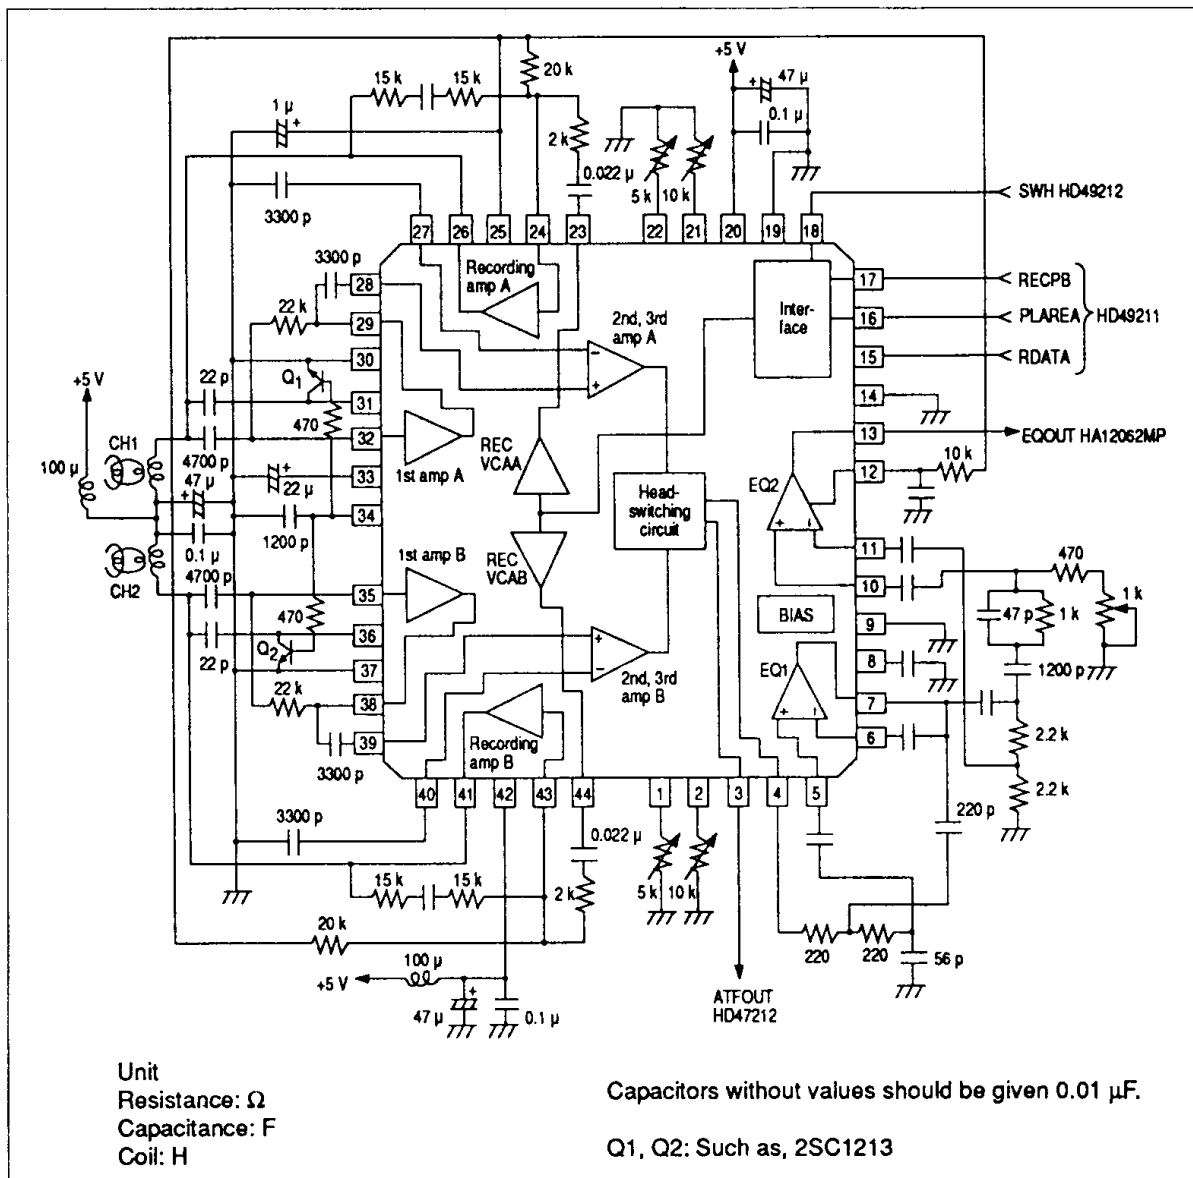 +5 V
20 k
47 μ
15 k
15 k
1 μ
+
+
0.1 μ
2 k
0.022 μ
5 k
10 k
3300 p
SWH HD49212
27
26
25
24
23
22
21
20
19
18
3300 p
28
Recording
amp A
17
RECPB
22 k
29
2nd, 3rd
amp A
Inter-
face
16
PLAREA
HD49211
30
−
+
15
RDATA
+5 V
22 p
Q1
31
14
470
CH1
32
13
EQOUT HA12062MP
100 μ
4700 p
1st amp A
REC
VCAA
12
10 k
47 μ
+
+
33
22 μ
EQ2
Head-
switching
circuit
34
0.1 μ
1200 p
+
−
11
CH2
4700 p
1st amp B
REC
VCAB
10
470
35
470
BIAS
47 p
1 k
1 k
9
36
+
−
Q2
22 p
37
8
1200 p
22 k
2nd, 3rd
amp B
EQ1
38
7
39
+
−
6
2.2 k
3300 p
Recording
amp B
2.2 k
40
41
42
43
44
1
2
3
4
5
3300 p
0.022 μ
220 p
15 k
15 k
2 k
5 k
10 k
20 k
220
220
56 p
+5 V
100 μ
+
47 μ
0.1 μ
ATFOUT
HD47212
Unit
Resistance: Ω
Capacitance: F
Coil: H
Capacitors without values should be given 0.01 μF.
Q1, Q2: Such as, 2SC1213